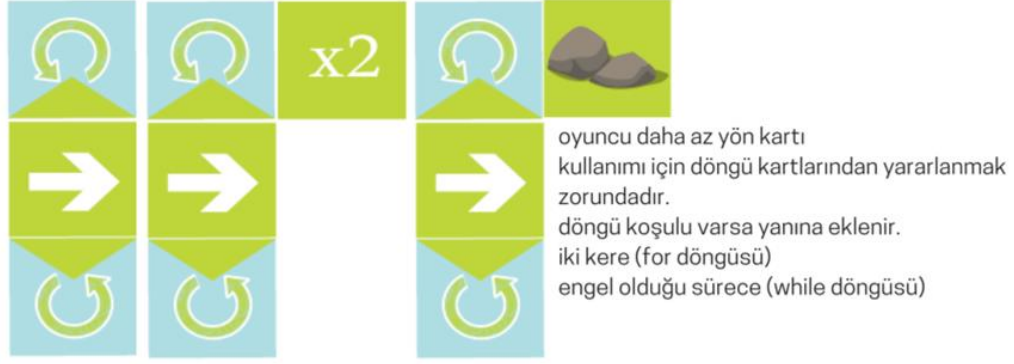 x2
oyuncu daha az yön kartı
kullanımı için döngü kartlarından yararlanmak
zorundadır.
döngü koşulu varsa yanına eklenir.
iki kere (for döngüsü)
engel olduğu sürece (while döngüsü)